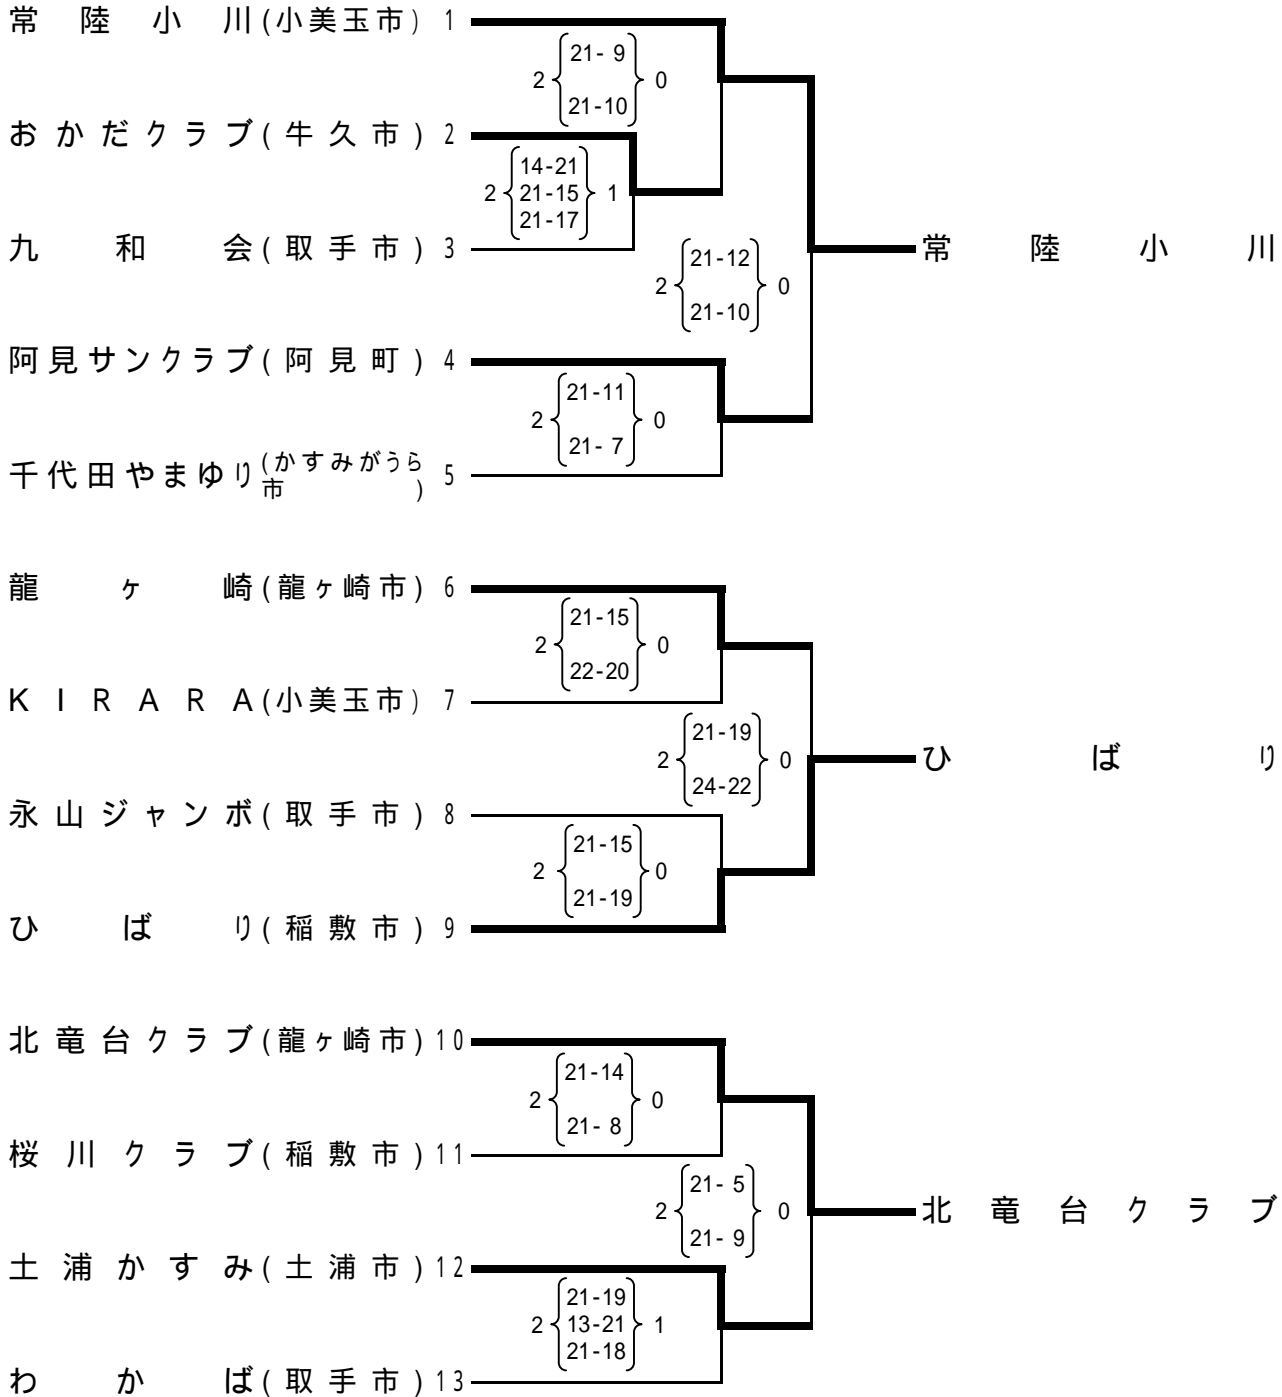 常陸小川(小美玉市) 1
21- 9
2 0
21-10
おかだクラブ(牛久市) 2
14-21
2 21-15 1
21-17
九和会(取手市) 3
常陸小川
21-12
2 0
21-10
阿見サンクラブ(阿見町) 4
21-11
2 0
21- 7
千代田やまゆり(かすみがうら市) 5
龍ヶ崎(龍ヶ崎市) 6
21-15
2 0
22-20
KIRARA(小美玉市) 7
21-19
2 0
24-22
ひばり
永山ジャンボ(取手市) 8
21-15
2 0
21-19
ひばり(稲敷市) 9
北竜台クラブ(龍ヶ崎市) 10
21-14
2 0
21- 8
桜川クラブ(稲敷市) 11
21- 5
2 0
21- 9
北竜台クラブ
土浦かすみ(土浦市) 12
21-19
2 13-21 1
21-18
わかば(取手市) 13